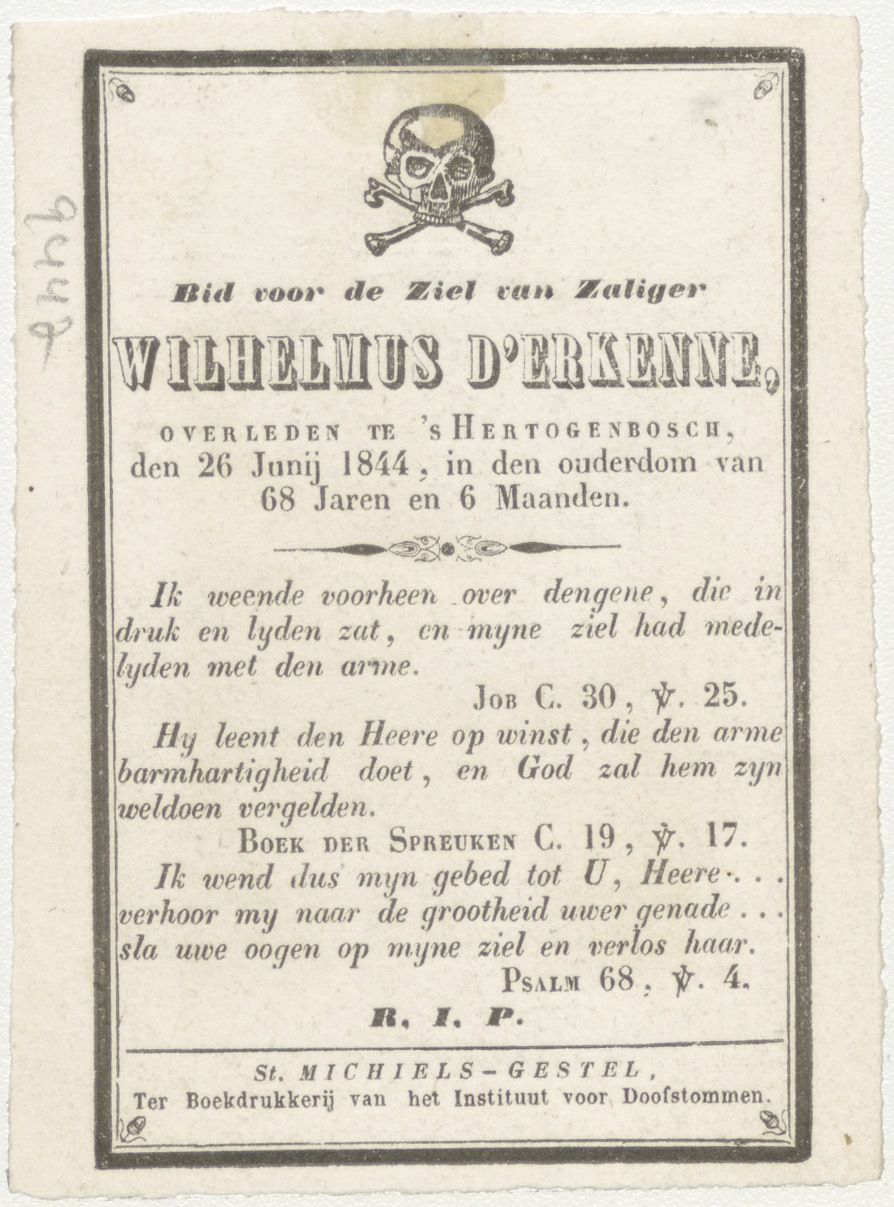 Bid voor de Ziel van Zaliger
WILHELMUS D'ERKENNE,
OVERLEDEN TE 's HERTOGENBOSCH,
den 26 Junij 1844, in den ouderdom van
68 Jaren en 6 Maanden.
Ik weende voorheen over dengene, die in
druk en lyden zat, en myne ziel had mede-
lyden met den arme.
JOB C. 30, ℣. 25.
Hy leent den Heere op winst, die den arme
barmhartigheid doet, en God zal hem zyn
weldoen vergelden.
BOEK DER SPREUKEN C. 19, ℣. 17.
Ik wend dus myn gebed tot U, Heere . . .
verhoor my naar de grootheid uwer genade . . .
sla uwe oogen op myne ziel en verlos haar.
PSALM 68, ℣. 4.
R. I. P.
St. MICHIELS-GESTEL,
Ter Boekdrukkerij van het Instituut voor Doofstommen.